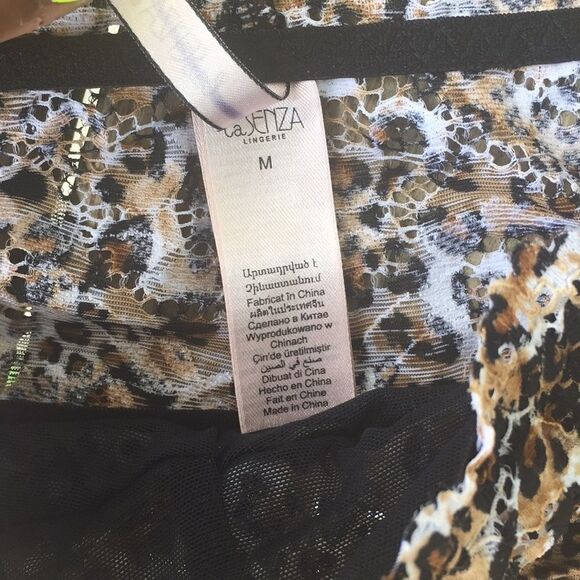 la SENZA
LINGERIE
M
Արտադրված է
Չինաստանում
Fabricat în China
ผลิตในประเทศจีน
Сделано в Китае
Wyprodukowano w
Chinach
Çin'de üretilmiştir
صنع في الصين
Dibuat di Cina
Hecho en China
Fait en Chine
Made in China